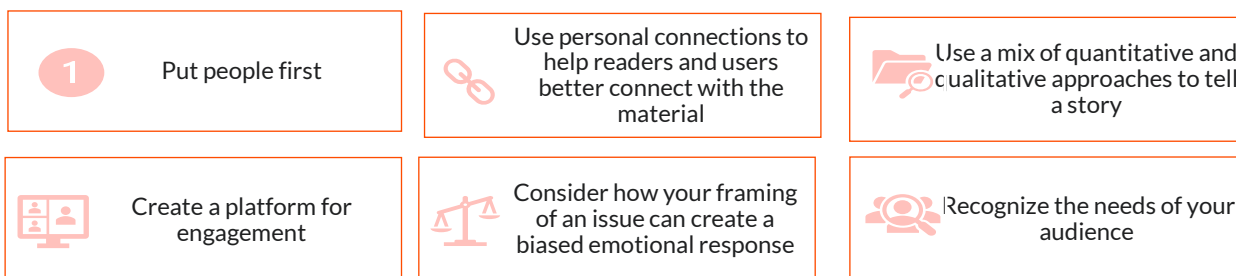 1
Put people first
Use personal connections to
help readers and users
better connect with the
material
Use a mix of quantitative and
qualitative approaches to tell
a story
Create a platform for
engagement
Consider how your framing
of an issue can create a
biased emotional response
Recognize the needs of your
audience